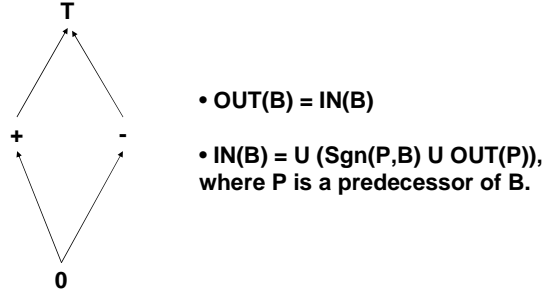 T
+ -
0
• OUT(B) = IN(B)
• IN(B) = U (Sgn(P,B) U OUT(P)),
where P is a predecessor of B.